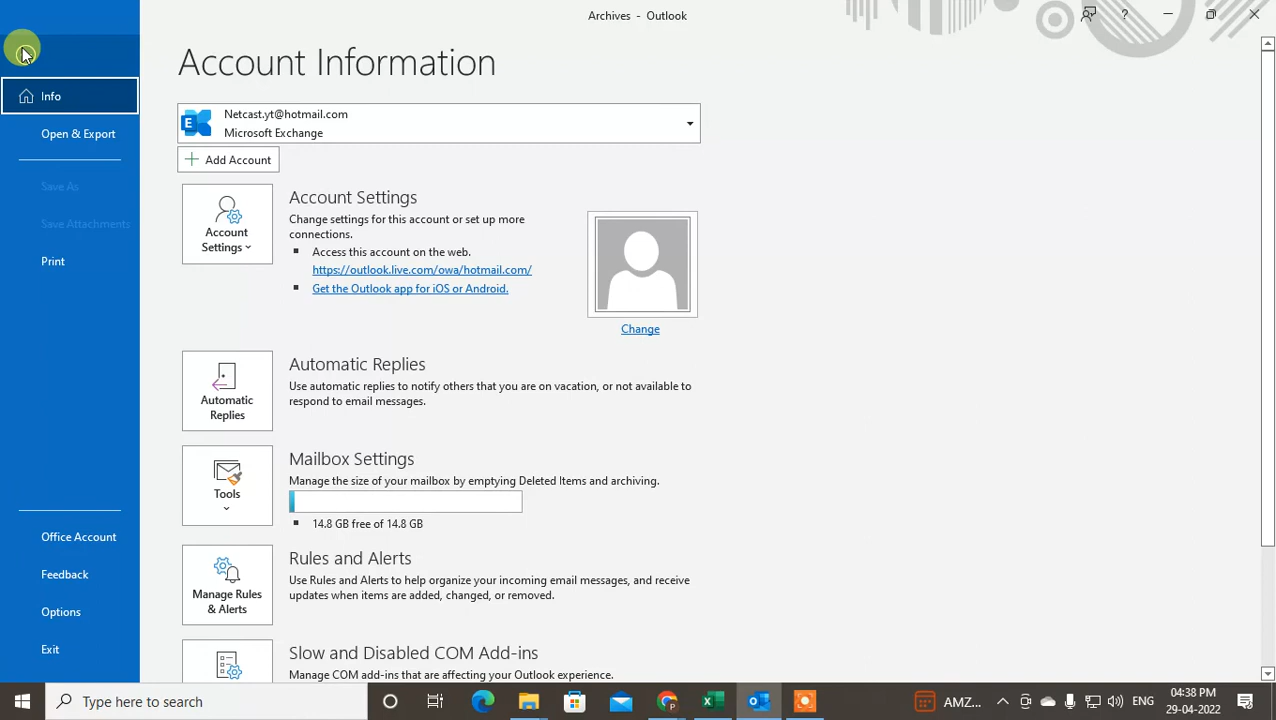 Archives - Outlook
?
Info
Open & Export
Save As
Save Attachments
Print
Office Account
Feedback
Options
Exit
Account Information
E
Netcast.yt@hotmail.com
Microsoft Exchange
Add Account
Account
Settings
Account Settings
Change settings for this account or set up more
connections.
Access this account on the web.
https://outlook.live.com/owa/hotmail.com/
Get the Outlook app for iOS or Android.
Change
Automatic
Replies
Automatic Replies
Use automatic replies to notify others that you are on vacation, or not available to
respond to email messages.
Tools
Mailbox Settings
Manage the size of your mailbox by emptying Deleted Items and archiving.
14.8 GB free of 14.8 GB
Manage Rules
& Alerts
Rules and Alerts
Use Rules and Alerts to help organize your incoming email messages, and receive
updates when items are added, changed, or removed.
Slow and Disabled COM Add-ins
Manage COM add-ins that are affecting your Outlook experience.
Type here to search
AMZ...
ENG
04:38 PM
29-04-2022